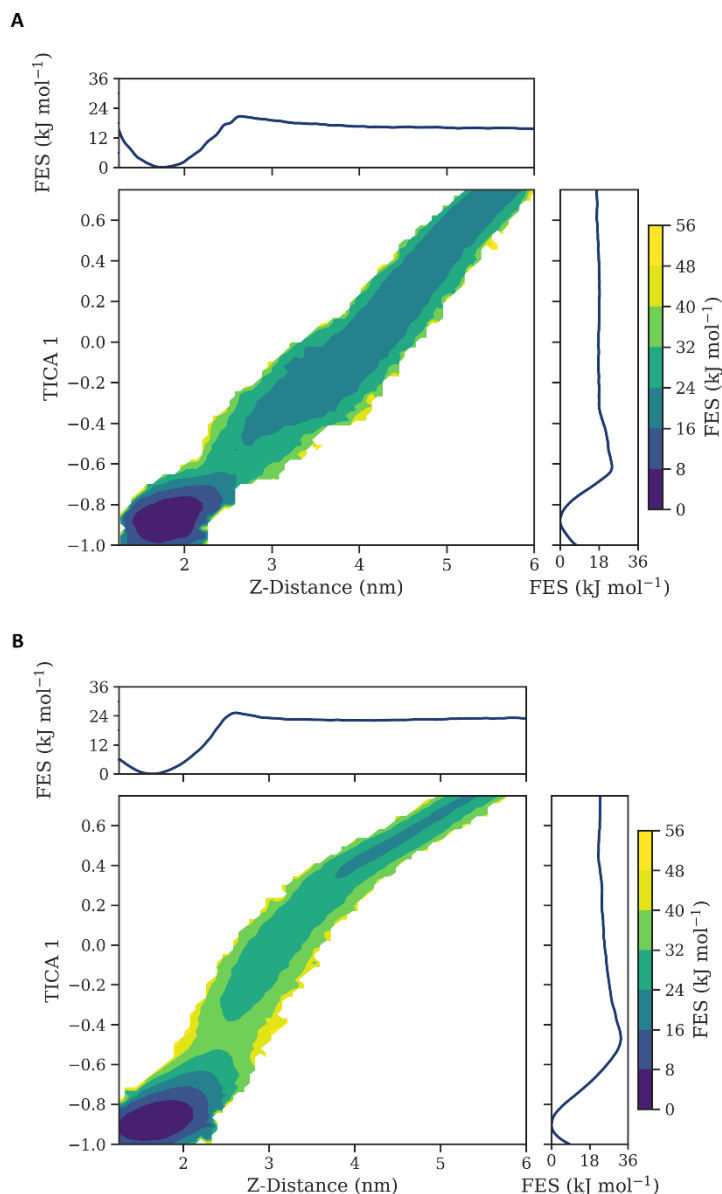 A
FES (kJ mol⁻¹)
36
24
12
0
TICA 1
0.6
0.4
0.2
0.0
−0.2
−0.4
−0.6
−0.8
−1.0
2 3 4 5 6
Z-Distance (nm)
0 18 36
FES (kJ mol⁻¹)
56
48
40
32
24
16
8
0
FES (kJ mol⁻¹)
B
FES (kJ mol⁻¹)
36
24
12
0
TICA 1
0.6
0.4
0.2
0.0
−0.2
−0.4
−0.6
−0.8
−1.0
2 3 4 5 6
Z-Distance (nm)
0 18 36
FES (kJ mol⁻¹)
56
48
40
32
24
16
8
0
FES (kJ mol⁻¹)